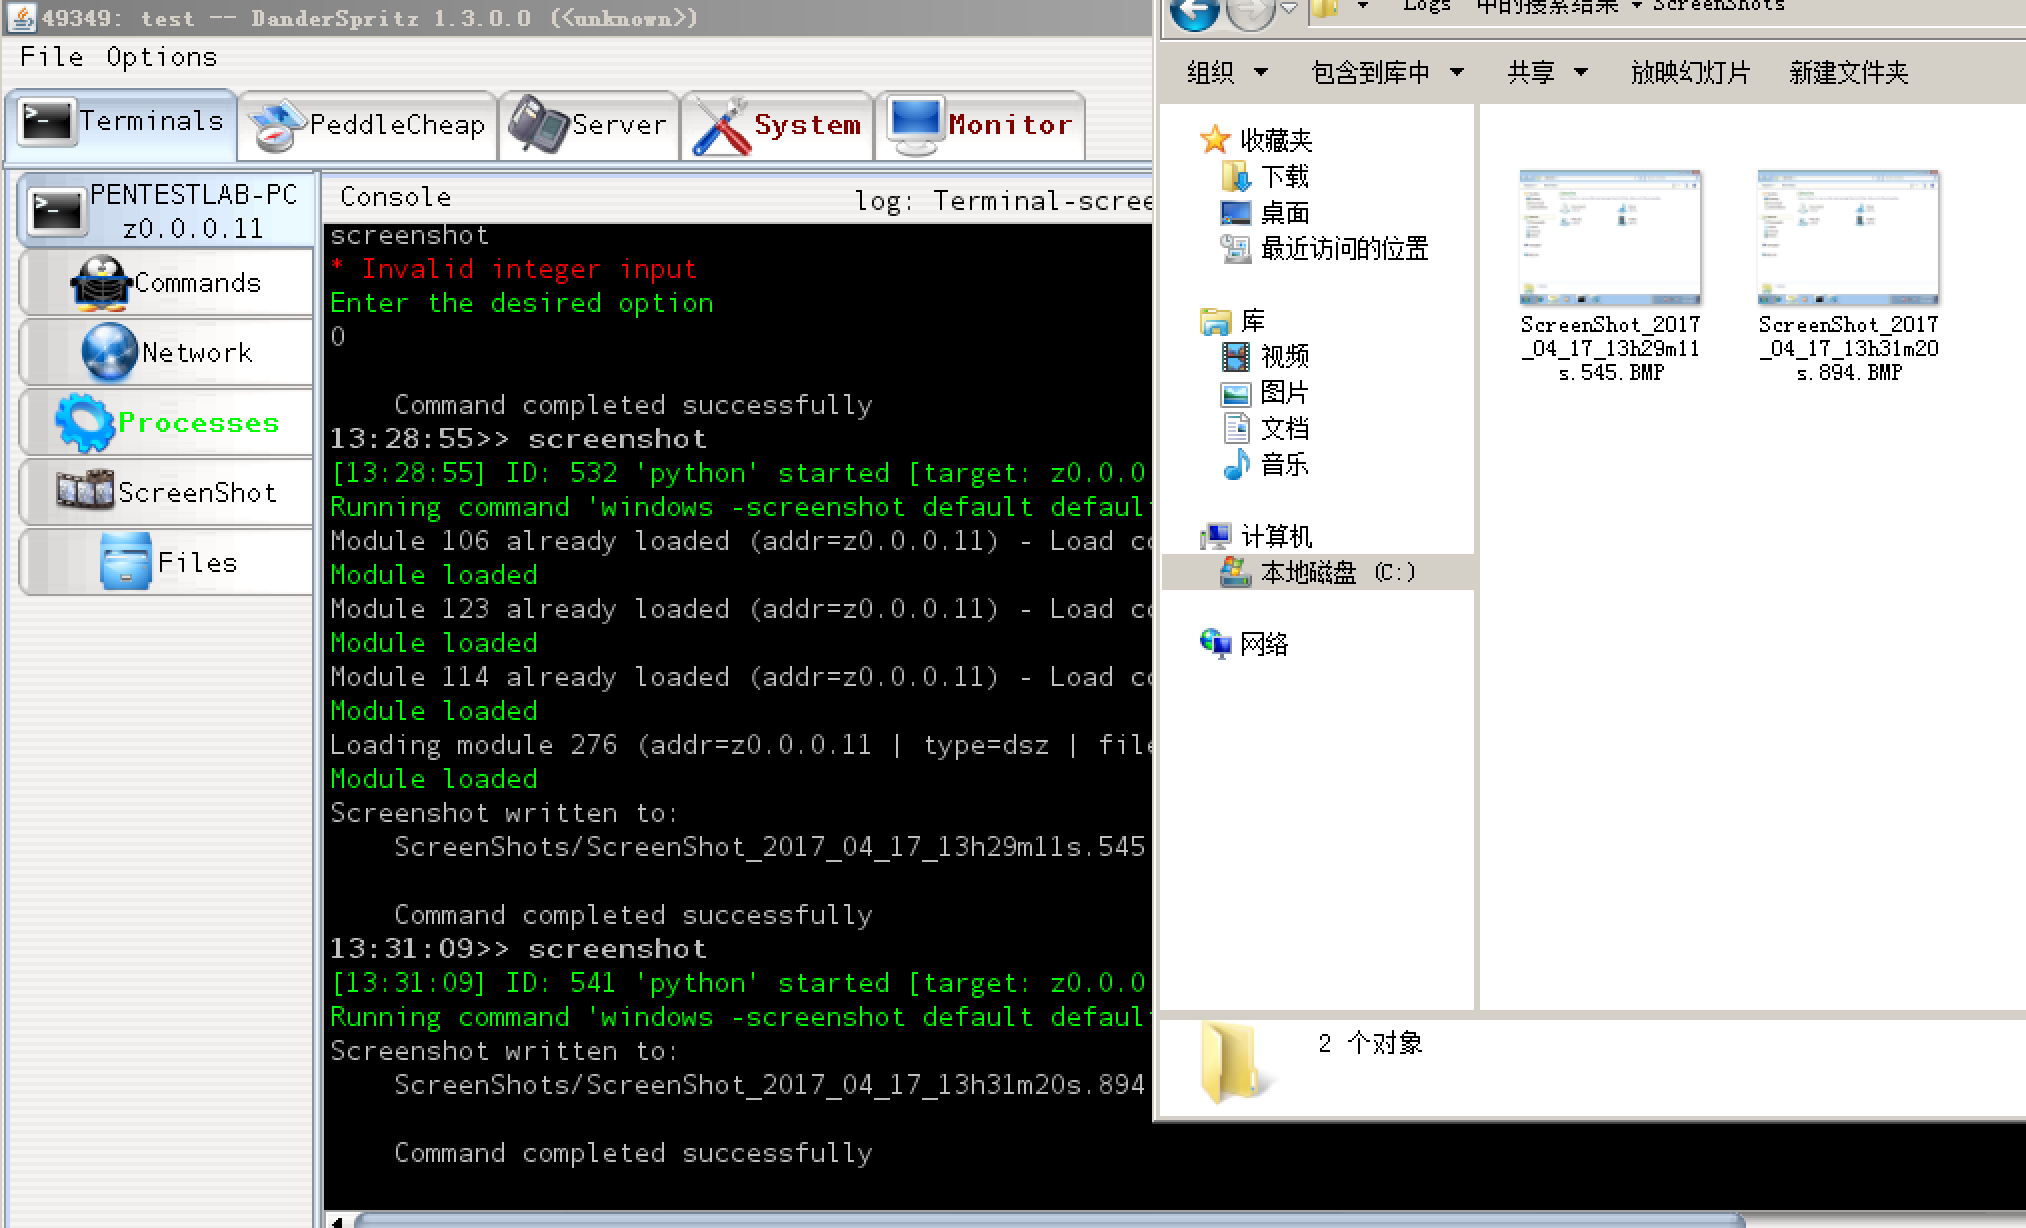 49349: test -- DanderSpritz 1.3.0.0 (<unknown>)
File Options
Terminals
PeddleCheap
Server
System
Monitor
PENTESTLAB-PC
z0.0.0.11
Commands
Network
Processes
ScreenShot
Files
Console
log: Terminal-scree
screenshot
* Invalid integer input
Enter the desired option
0
Command completed successfully
13:28:55>> screenshot
[13:28:55] ID: 532 'python' started [target: z0.0.0
Running command 'windows -screenshot default defaul
Module 106 already loaded (addr=z0.0.0.11) - Load
Module loaded
Module 123 already loaded (addr=z0.0.0.11) - Load
Module loaded
Module 114 already loaded (addr=z0.0.0.11) - Load
Module loaded
Loading module 276 (addr=z0.0.0.11 | type=dsz | file
Module loaded
Screenshot written to:
ScreenShots/ScreenShot_2017_04_17_13h29m11s.545
Command completed successfully
13:31:09>> screenshot
[13:31:09] ID: 541 'python' started [target: z0.0.0
Running command 'windows -screenshot default defaul
Screenshot written to:
ScreenShots/ScreenShot_2017_04_17_13h31m20s.894
Command completed successfully
Logs 中的搜索结果 ScreenShots
组织 包含到库中 共享 放映幻灯片 新建文件夹
收藏夹
下载
桌面
最近访问的位置
库
视频
图片
文档
音乐
计算机
本地磁盘 (C:)
网络
ScreenShot_2017
_04_17_13h29m11
s.545.BMP
ScreenShot_2017
_04_17_13h31m20
s.894.BMP
2 个对象